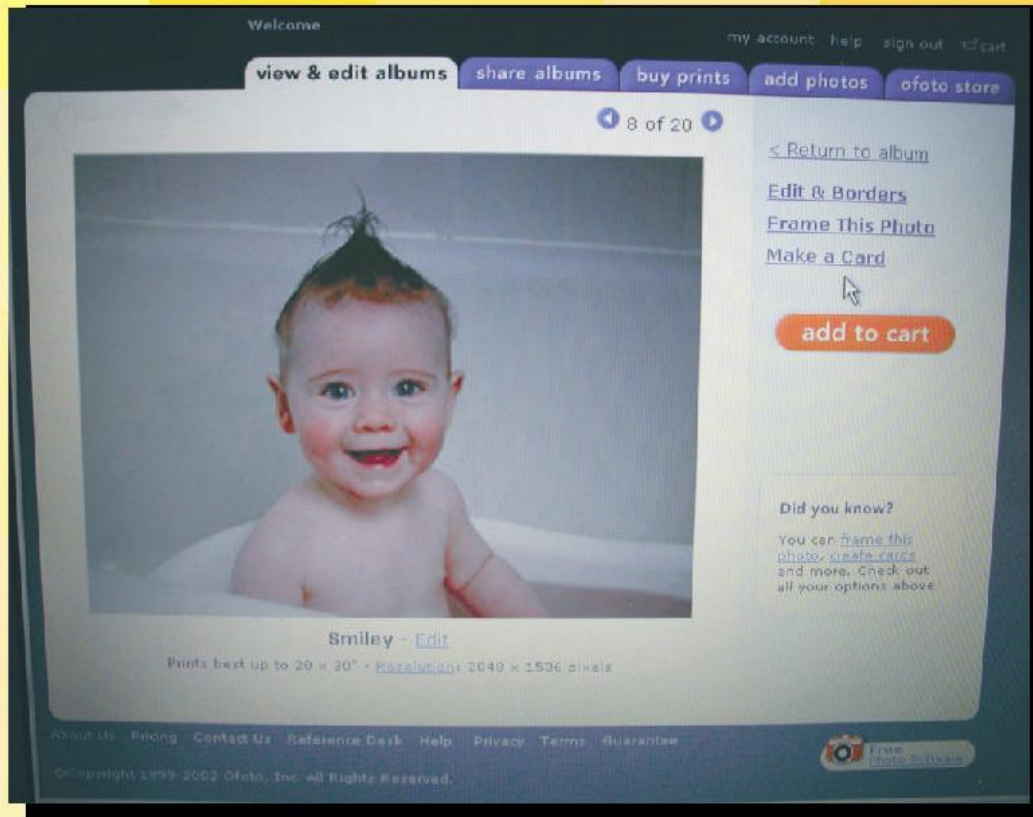 Welcome
my account help sign out cart
view & edit albums share albums buy prints add photos ofoto store
8 of 20
< Return to album
Edit & Borders
Frame This Photo
Make a Card
add to cart
Did you know?
You can frame this
photo, create cards
and more. Check out
all your options above
Smiley - Edit
Prints best up to 20 x 30" - Resolution: 2048 x 1536 pixels
About Us Pricing Contact Us Reference Desk Help Privacy Terms Guarantee
Free
Photo Software
©Copyright 1999-2002 Ofoto, Inc. All Rights Reserved.